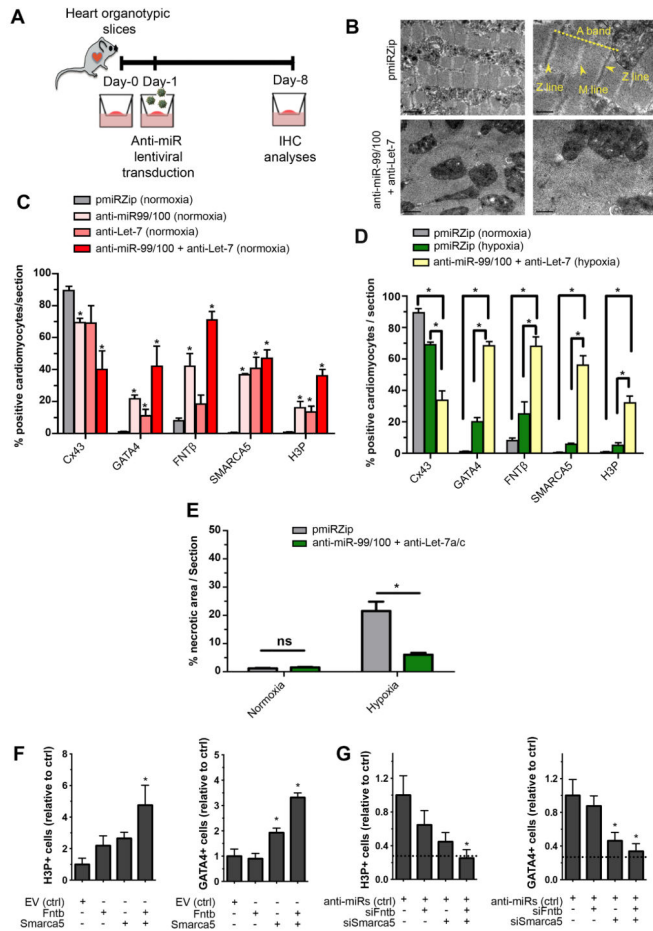 A
Heart organotypic
slices
Day-0 Day-1
Day-8
Anti-miR
lentiviral
transduction
IHC
analyses
B
pmiRZip
A band
Z line
M line
Z line
anti-miR-99/100
+ anti-Let-7
C
pmiRZip (normoxia)
anti-miR99/100 (normoxia)
anti-Let-7 (normoxia)
anti-miR-99/100 + anti-Let-7 (normoxia)
% positive cardiomyocytes/section
100
80
60
40
20
0
* * * * * * * * * * * *
Cx43
GATA4
FNTβ
SMARCA5
H3P
D
pmiRZip (normoxia)
pmiRZip (hypoxia)
anti-miR-99/100 + anti-Let-7 (hypoxia)
% positive cardiomyocytes / section
100
80
60
40
20
0
* * * * *
* * * * *
Cx43
GATA4
FNTβ
SMARCA5
H3P
E
pmiRZip
anti-miR-99/100 + anti-Let-7a/c
% necrotic area / Section
50
40
30
20
10
0
ns
*
Normoxia
Hypoxia
F
H3P+ cells (relative to ctrl)
8
6
4
2
0
*
EV (ctrl) + - - -
Fntb - + - +
Smarca5 - - + +
GATA4+ cells (relative to ctrl)
4
3
2
1
0
* *
EV (ctrl) + - - -
Fntb - + - +
Smarca5 - - + +
G
H3P+ cells (relative to ctrl)
1.2
0.8
0.4
0.0
*
anti-miRs (ctrl) + + + +
siFntb - + - +
siSmarca5 - - + +
GATA4+ cells (relative to ctrl)
1.2
0.8
0.4
0.0
* *
anti-miRs (ctrl) + + + +
siFntb - + - +
siSmarca5 - - + +